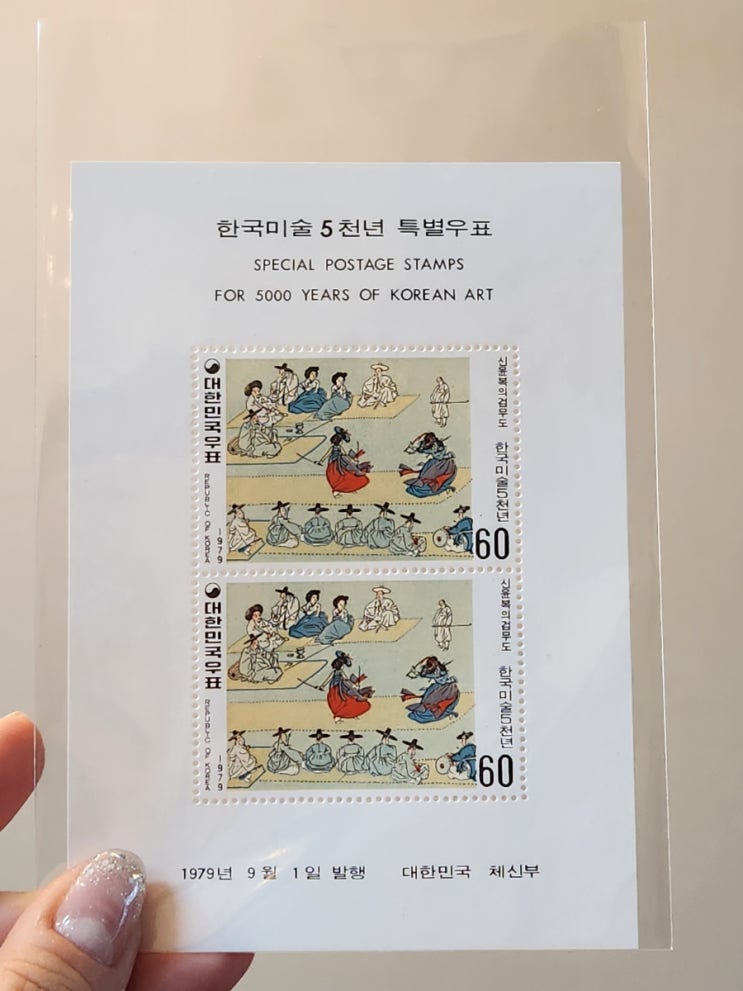 한국미술 5천년 특별우표
SPECIAL POSTAGE STAMPS
FOR 5000 YEARS OF KOREAN ART
대한민국우표
REPUBLIC OF KOREA
1979
신윤복의검무도
한국미술5천년
60
대한민국우표
REPUBLIC OF KOREA
1979
신윤복의검무도
한국미술5천년
60
1979년 9월 1일 발행 대한민국 체신부